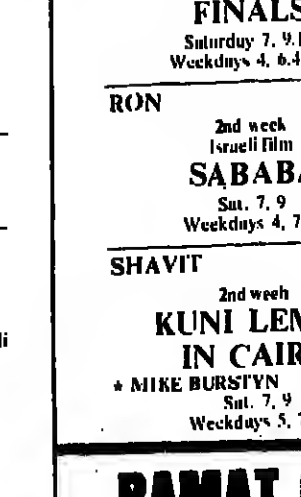 FINALS
Saturday 7, 9.
Weekdays 4, 6.4
RON
2nd week
Israeli film
SABABA
Sat. 7, 9
Weekdays 4, 7
SHAVIT
2nd week
KUNI LEM
IN CAIR
* MIKE BURSTYN
Sat. 7, 9
Weekdays 5,
RAMAT